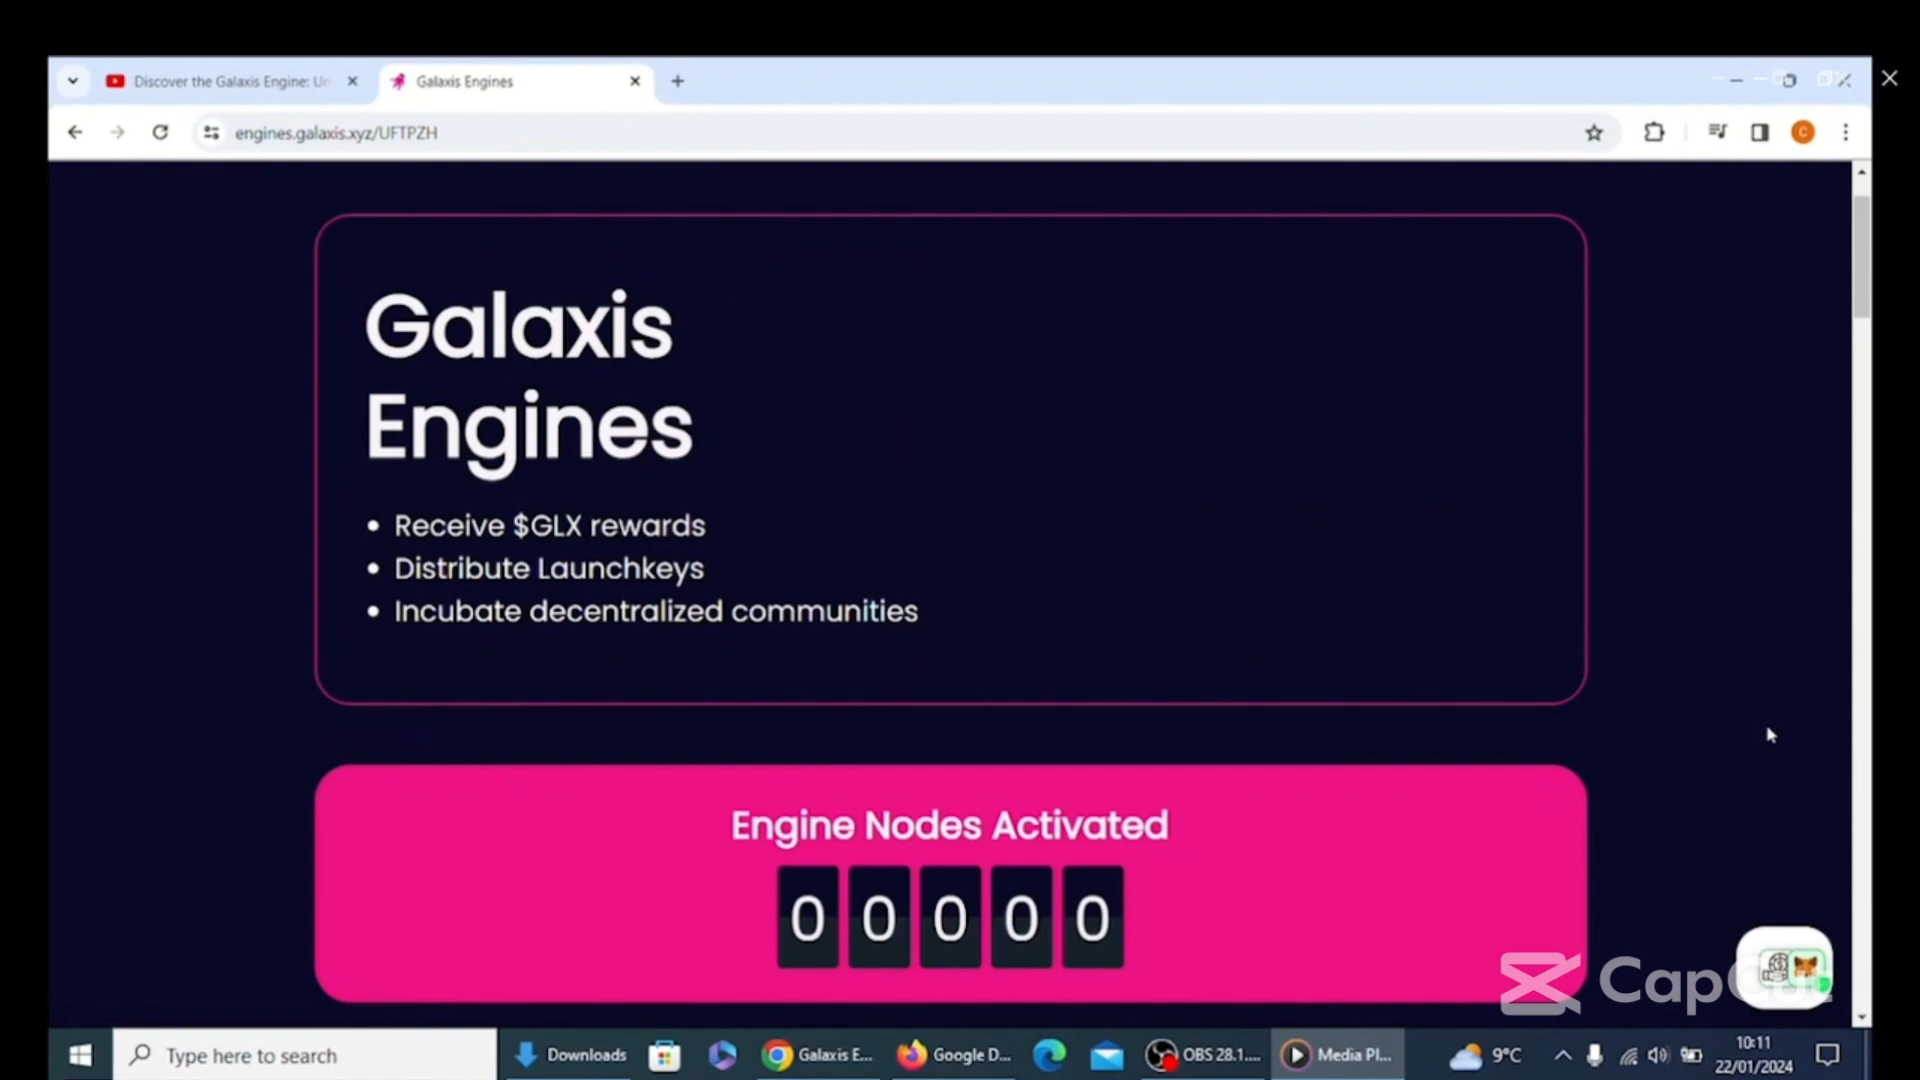 Discover the Galaxis Engine: Un
Galaxis Engines
engines.galaxis.xyz/UFTPZH
C
Galaxis
Engines
• Receive $GLX rewards
• Distribute Launchkeys
• Incubate decentralized communities
Engine Nodes Activated
0 0 0 0 0
CapCut
Type here to search
Downloads
Galaxis E...
Google D...
OBS 28.1....
Media Pl...
9°C
10:11
22/01/2024